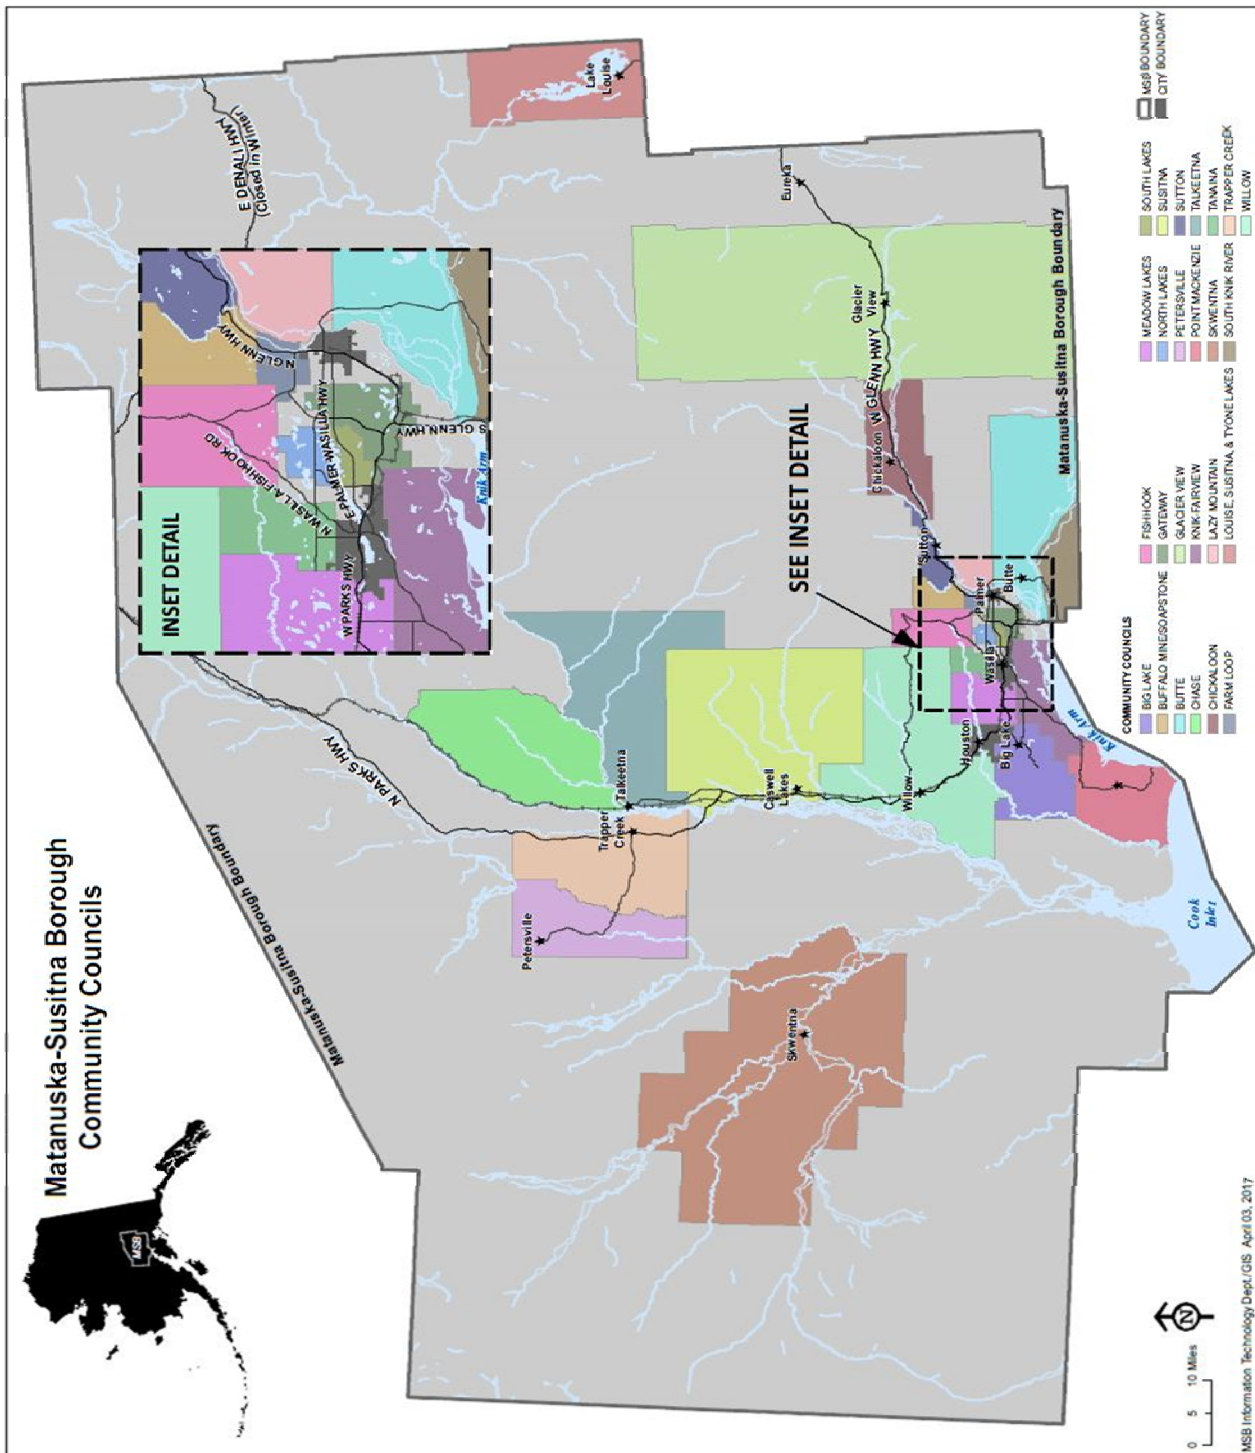 Matanuska-Susitna Borough
Community Councils
MSB
Matanuska-Susitna Borough Boundary
N PARKS HWY
E DENALI HWY
(Closed in Winter)
INSET DETAIL
N WASILLA FISHHOOK RD
N GLENN HWY
E PALMER WASILLA HWY
W PARKS HWY
S GLENN HWY
Knik Arm
Lake
Louise
Petersville
Trapper
Creek
Talkeetna
Eureka
Skwentna
Caswell
Lakes
SEE INSET DETAIL
Glacier
View
W GLENN HWY
Chickaloon
Sutton
Willow
Houston
Big Lake
Wasilla
Palmer
Butte
Knik Arm
Cook
Inlet
Matanuska-Susitna Borough Boundary
COMMUNITY COUNCILS
BIG LAKE
BUFFALO MINE/SOAPSTONE
BUTTE
CHASE
CHICKALOON
FARM LOOP
FISHHOOK
GATEWAY
GLACIER VIEW
KNIK-FAIRVIEW
LAZY MOUNTAIN
LOUISE, SUSITNA, & TYONE LAKES
MEADOW LAKES
NORTH LAKES
PETERSVILLE
POINT MACKENZIE
SKWENTNA
SOUTH KNIK RIVER
SOUTH LAKES
SUSITNA
SUTTON
TALKEETNA
TANAINA
TRAPPER CREEK
WILLOW
MSB BOUNDARY
CITY BOUNDARY
N
0 5 10 Miles
MSB Information Technology Dept./GIS April 03, 2017